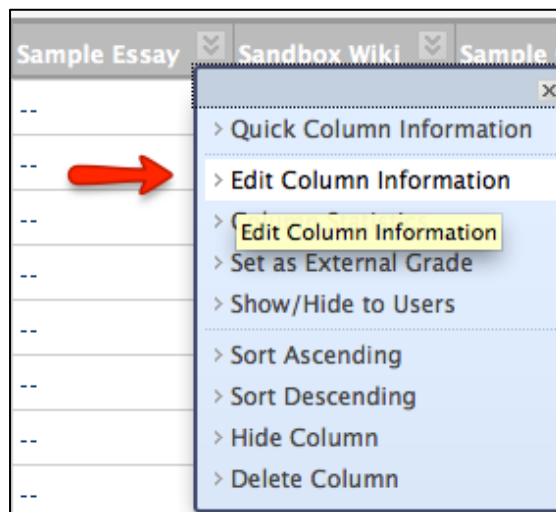 Sample Essay Sandbox Wiki Sample
--
Quick Column Information
--
Edit Column Information
--
Edit Column Information
Set as External Grade
--
Show/Hide to Users
--
Sort Ascending
--
Sort Descending
--
Hide Column
Delete Column
--